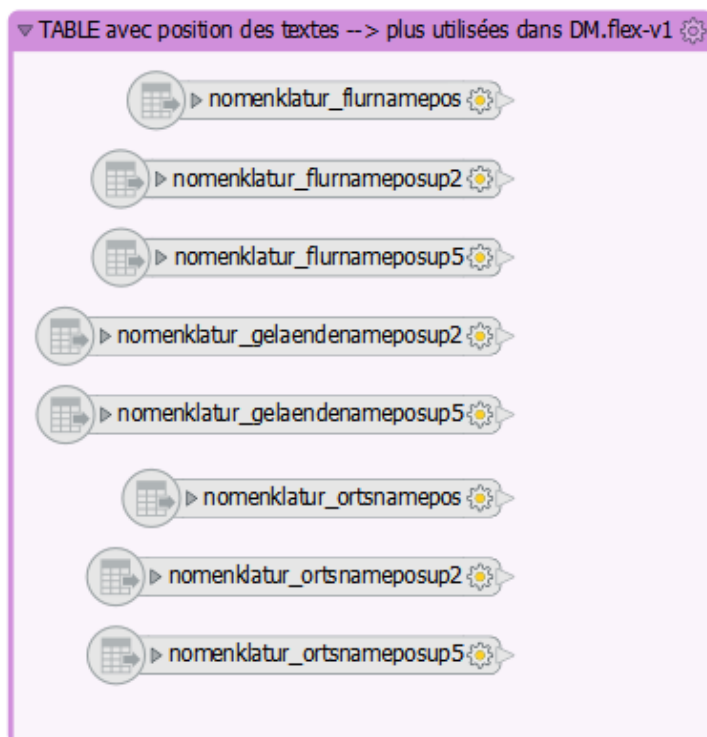 TABLE avec position des textes --> plus utilisées dans DM.flex-v1
nomenklatur_flurnamepos
nomenklatur_flurnameposup2
nomenklatur_flurnameposup5
nomenklatur_gelaendenameposup2
nomenklatur_gelaendenameposup5
nomenklatur_ortsnamepos
nomenklatur_ortsnameposup2
nomenklatur_ortsnameposup5